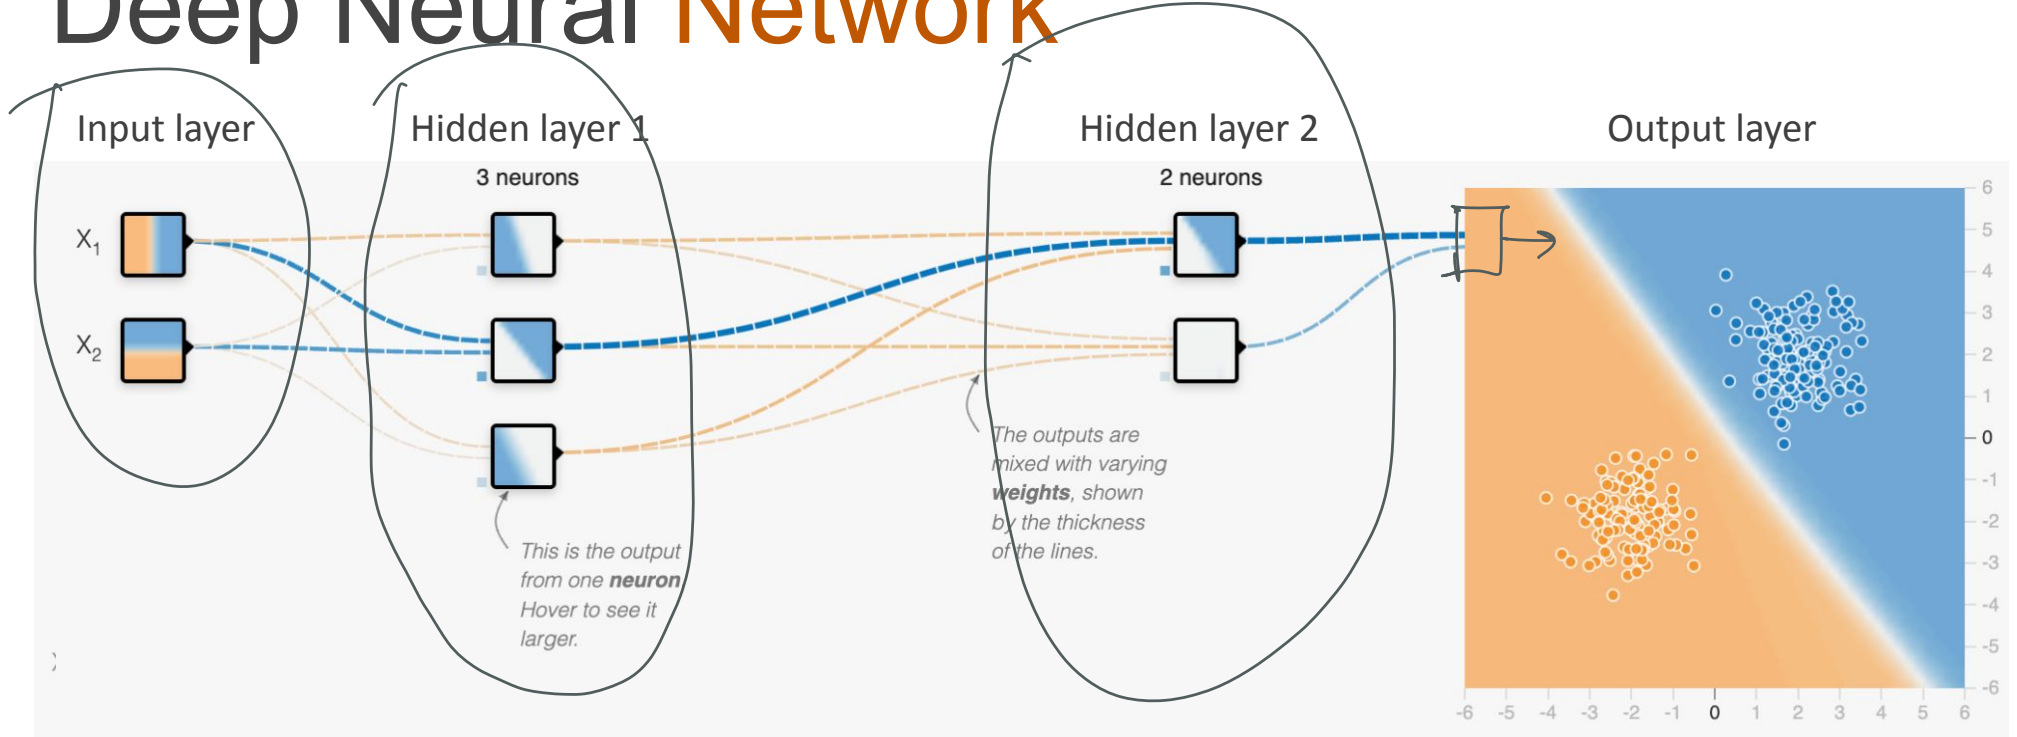 Deep Neural Network
Input layer
Hidden layer 1
Hidden layer 2
Output layer
3 neurons
2 neurons
X1
X2
This is the output
from one neuron.
Hover to see it
larger.
The outputs are
mixed with varying
weights, shown
by the thickness
of the lines.
6
5
4
3
2
1
0
-1
-2
-3
-4
-5
-6
-6 -5 -4 -3 -2 -1 0 1 2 3 4 5 6